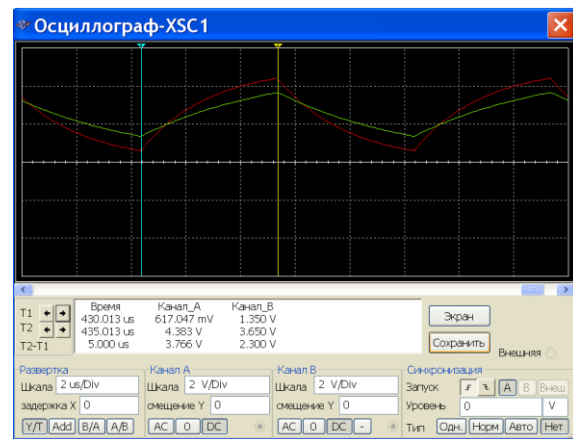 Осциллограф-XSC1
Время Канал_A Канал_B
T1 430.013 us 617.047 mV 1.350 V
T2 435.013 us 4.383 V 3.650 V
T2-T1 5.000 us 3.766 V 2.300 V
Экран
Сохранить
Внешняя
Развертка Канал A Канал B Синхронизация
Шкала 2 us/Div Шкала 2 V/Div Шкала 2 V/Div Запуск A B Внеш
задержка X 0 смещение Y 0 смещение Y 0 Уровень 0 V
Y/T Add B/A A/B AC 0 DC AC 0 DC - Тип Одн. Норм Авто Нет